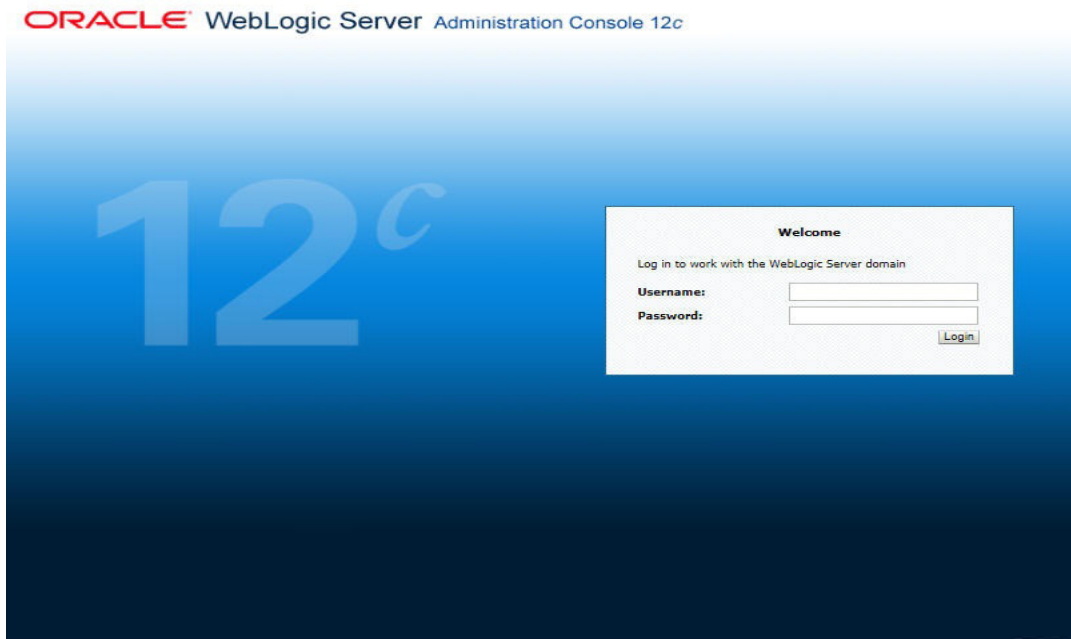 ORACLE WebLogic Server Administration Console 12c
12c
Welcome
Log in to work with the WebLogic Server domain
Username:
Password:
Login